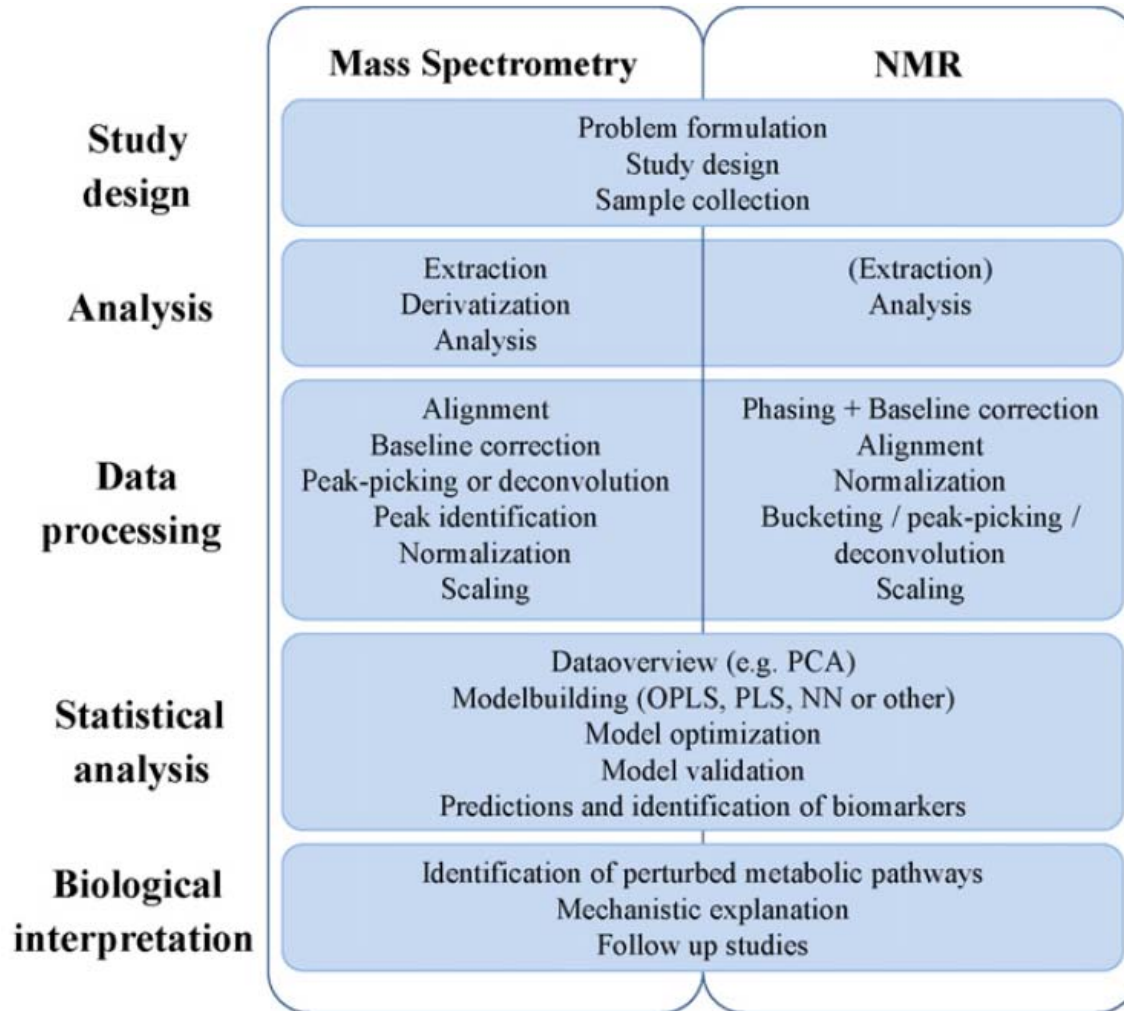 Mass Spectrometry
NMR
Study
design
Problem formulation
Study design
Sample collection
Analysis
Extraction
Derivatization
Analysis
(Extraction)
Analysis
Data
processing
Alignment
Baseline correction
Peak-picking or deconvolution
Peak identification
Normalization
Scaling
Phasing + Baseline correction
Alignment
Normalization
Bucketing / peak-picking /
deconvolution
Scaling
Statistical
analysis
Dataoverview (e.g. PCA)
Modelbuilding (OPLS, PLS, NN or other)
Model optimization
Model validation
Predictions and identification of biomarkers
Biological
interpretation
Identification of perturbed metabolic pathways
Mechanistic explanation
Follow up studies